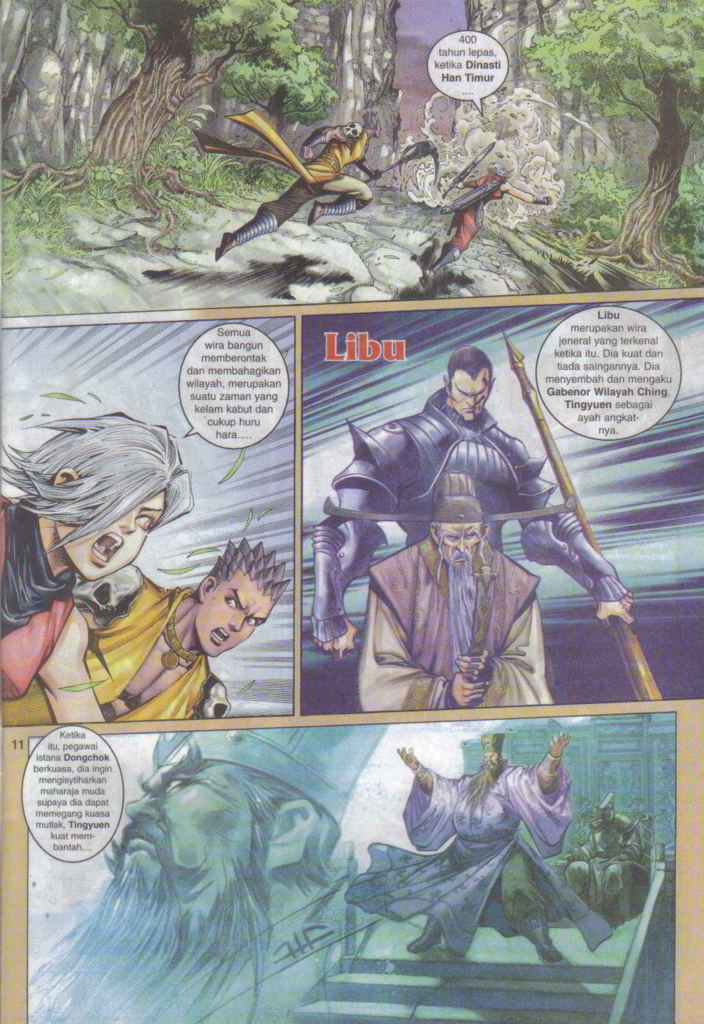 400
tahun lepas,
ketika Dinasti
Han Timur
....
Semua
wira bangun
memberontak
dan membahagikan
wilayah, merupakan
suatu zaman yang
kelam kabut dan
cukup huru
hara.....
Libu
Libu
merupakan wira
jeneral yang terkenal
ketika itu. Dia kuat dan
tiada saingannya. Dia
menyembah dan mengaku
Gabenor Wilayah Ching,
Tingyuen sebagai
ayah angkat-
nya.
11
Ketika
itu, pegawai
istana Dongchok
berkuasa, dia ingin
mengisytiharkan
maharaja muda
supaya dia dapat
memegang kuasa
mutlak, Tingyuen
kuat mem-
bantah....